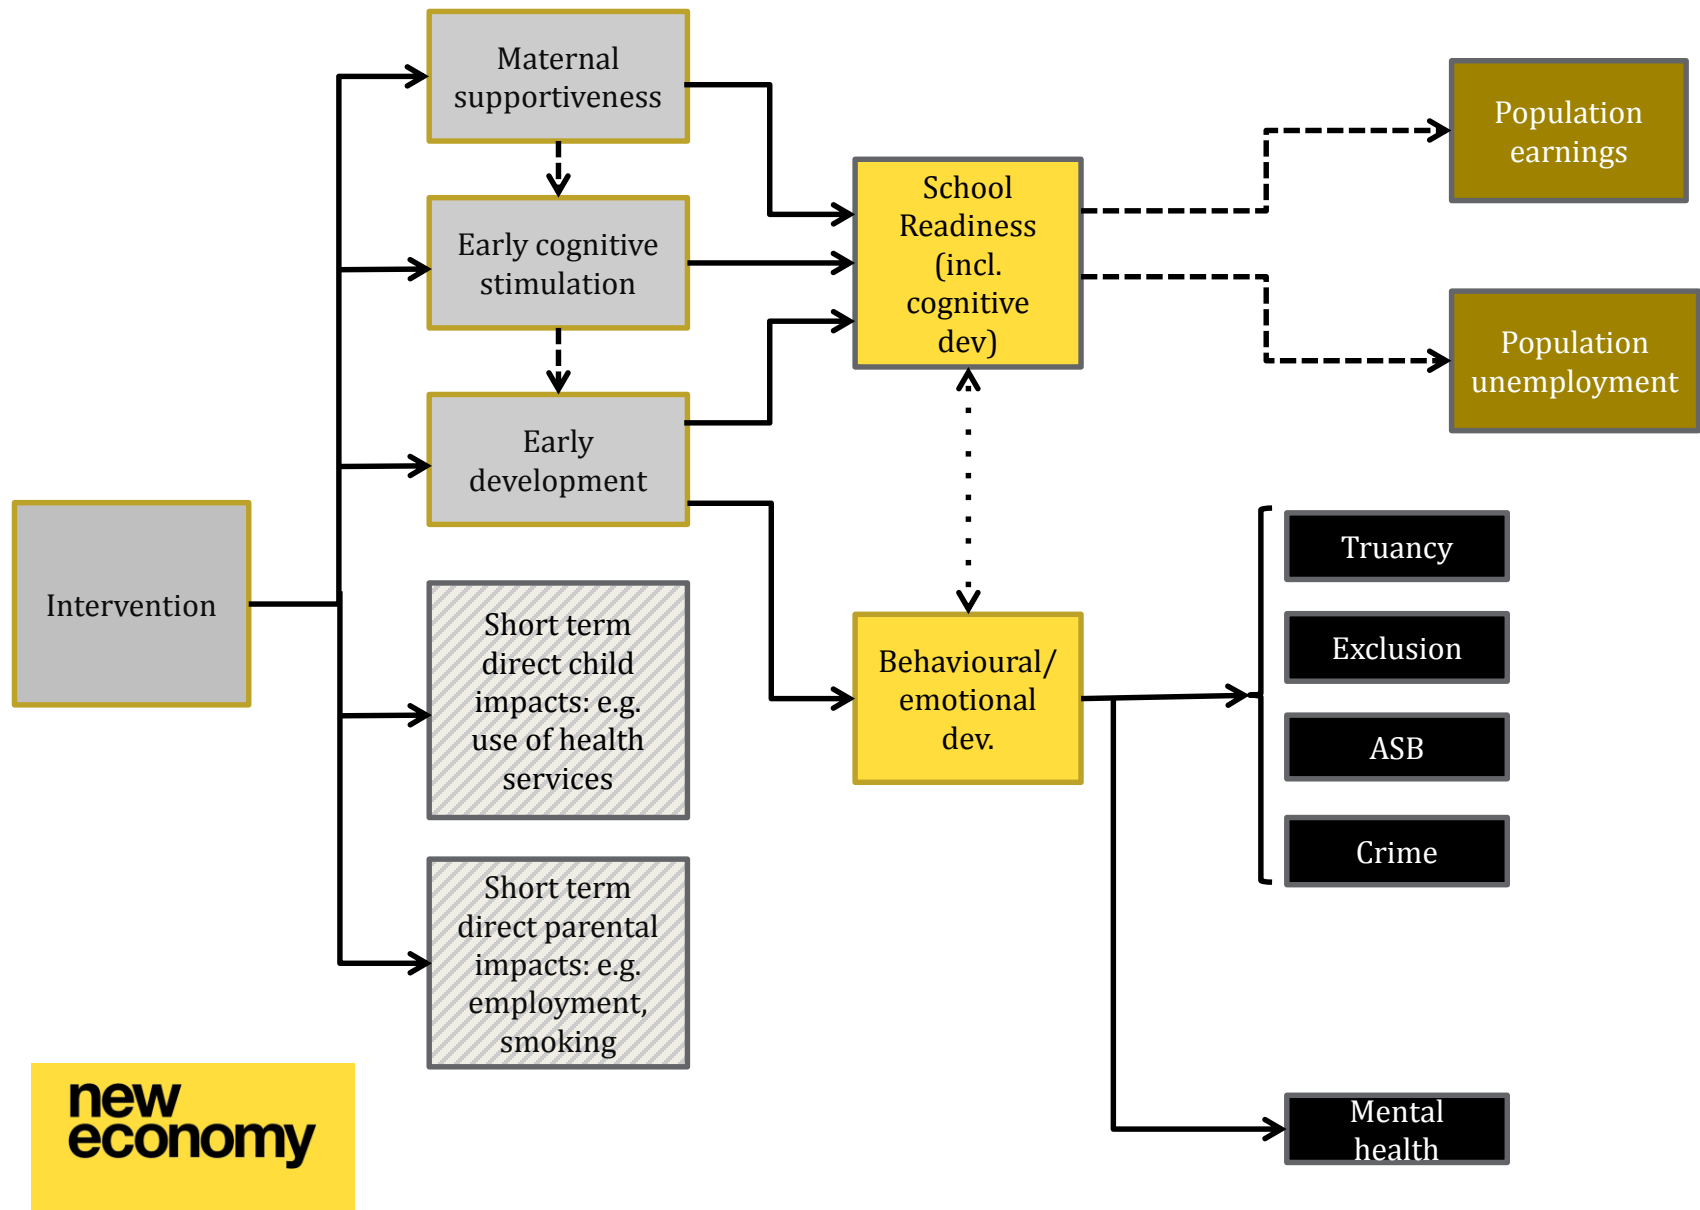 Maternal
supportiveness
Early cognitive
stimulation
Early
development
Intervention
Short term
direct child
impacts: e.g.
use of health
services
Short term
direct parental
impacts: e.g.
employment,
smoking
School
Readiness
(incl.
cognitive
dev)
Behavioural/
emotional
dev.
Population
earnings
Population
unemployment
Truancy
Exclusion
ASB
Crime
Mental
health
new
economy